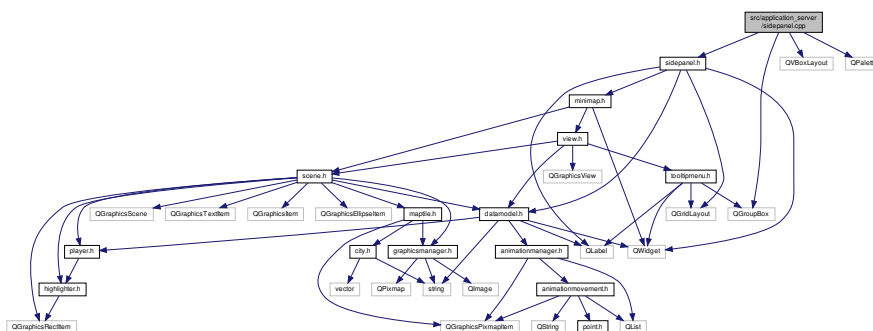 src/application_server
/sidepanel.cpp
sidepanel.h
QVBoxLayout
QPalett
minimap.h
view.h
scene.h
QGraphicsView
tooltipmenu.h
QGraphicsScene
QGraphicsTextItem
QGraphicsItem
QGraphicsEllipseItem
maptile.h
datamodel.h
QGridLayout
QGroupBox
player.h
city.h
graphicsmanager.h
animationmanager.h
QLabel
QWidget
highlighter.h
vector
QPixmap
string
QImage
animationmovement.h
QGraphicsRectItem
QGraphicsPixmapItem
QString
point.h
QList